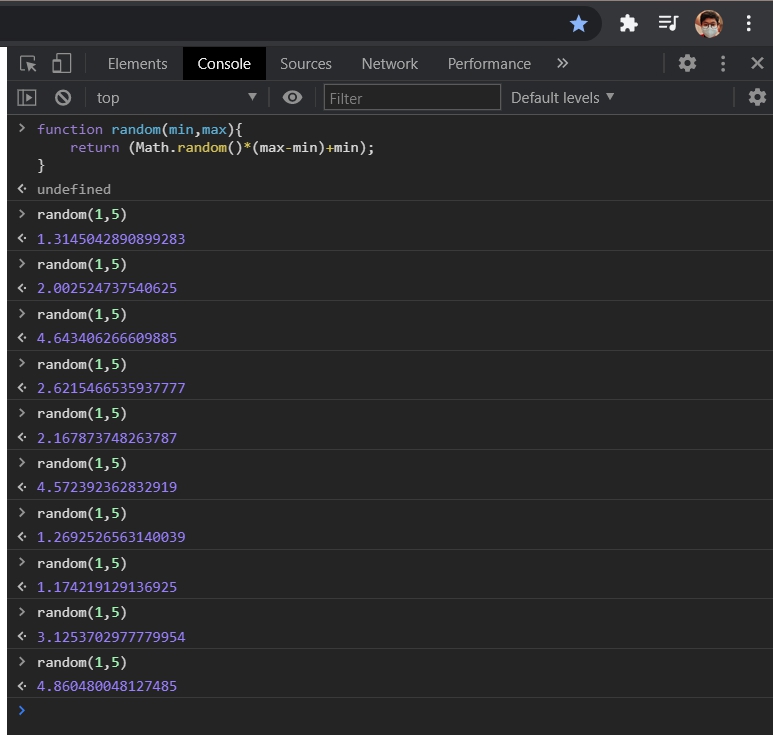 Elements Console Sources Network Performance
top Filter Default levels
function random(min,max){
    return (Math.random()*(max-min)+min);
}
undefined
random(1,5)
1.3145042890899283
random(1,5)
2.002524737540625
random(1,5)
4.643406266609885
random(1,5)
2.6215466535937777
random(1,5)
2.167873748263787
random(1,5)
4.572392362832919
random(1,5)
1.2692526563140039
random(1,5)
1.174219129136925
random(1,5)
3.1253702977779954
random(1,5)
4.860480048127485